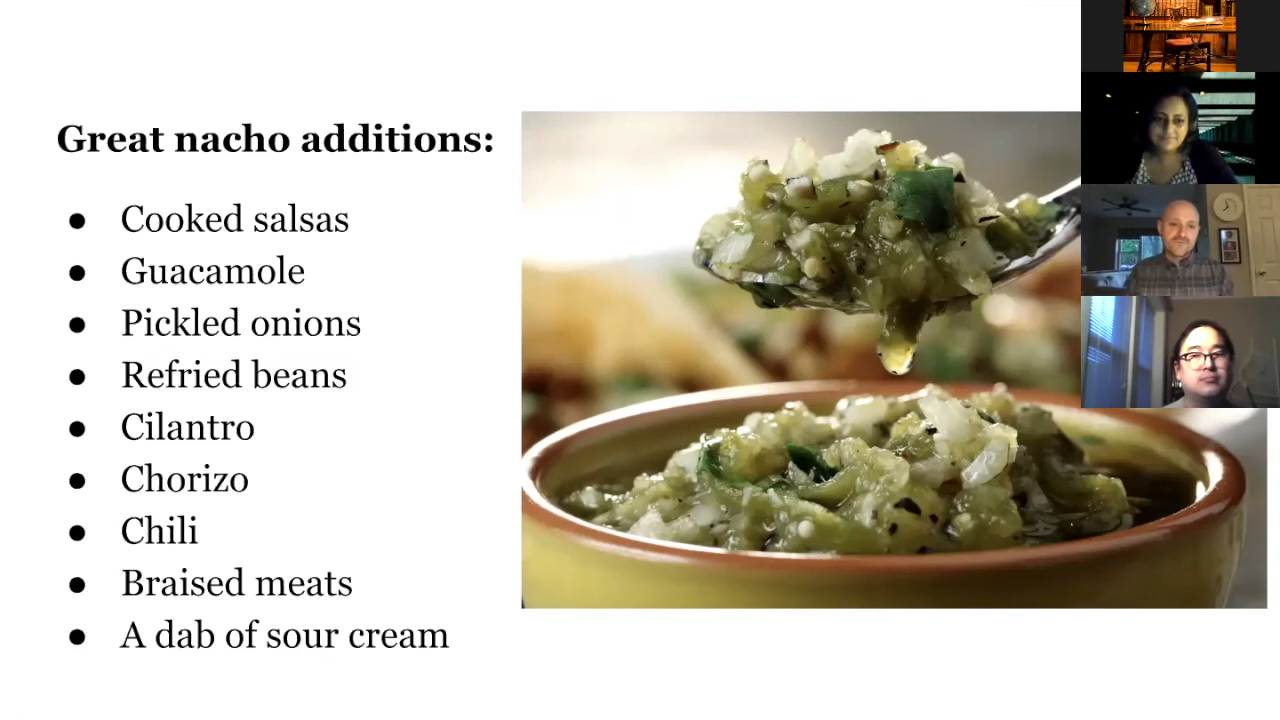 Great nacho additions:
● Cooked salsas
● Guacamole
● Pickled onions
● Refried beans
● Cilantro
● Chorizo
● Chili
● Braised meats
● A dab of sour cream